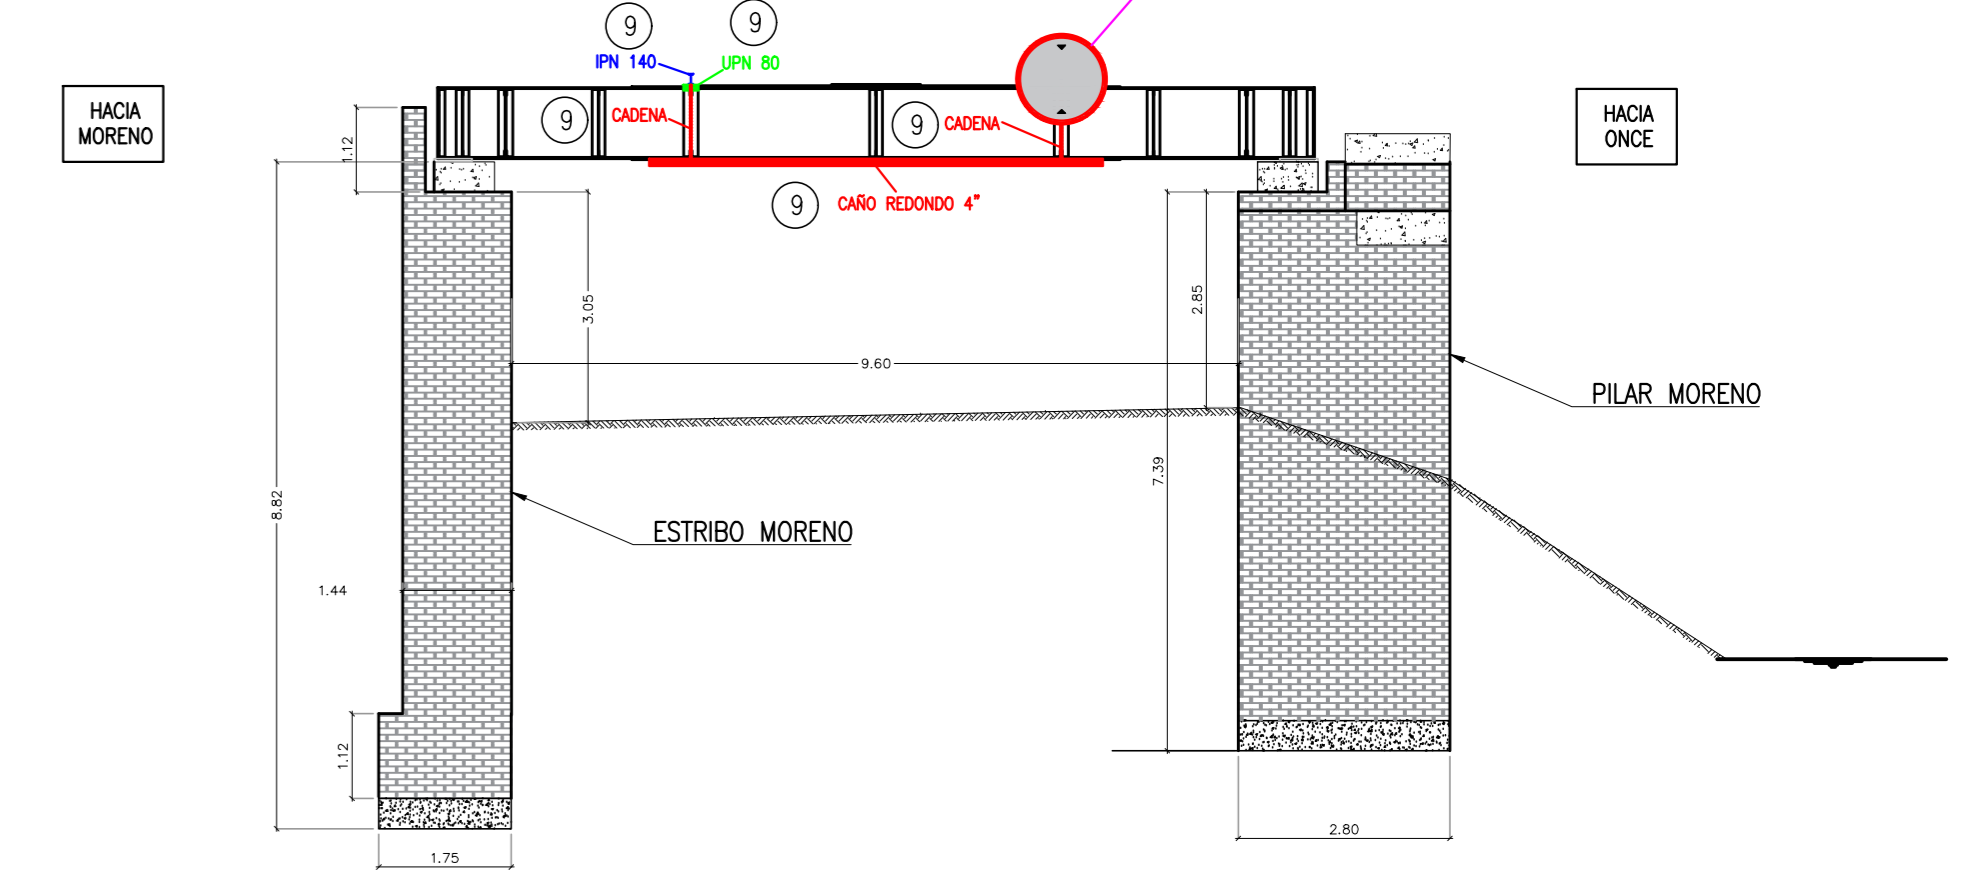 9
9
IPN 140
UPN 80
HACIA
MORENO
9
CADENA
9
CADENA
HACIA
ONCE
1.12
9
CAÑO REDONDO 4"
3.05
2.85
9.60
PILAR MORENO
7.39
8.82
ESTRIBO MORENO
1.44
1.12
2.80
1.75